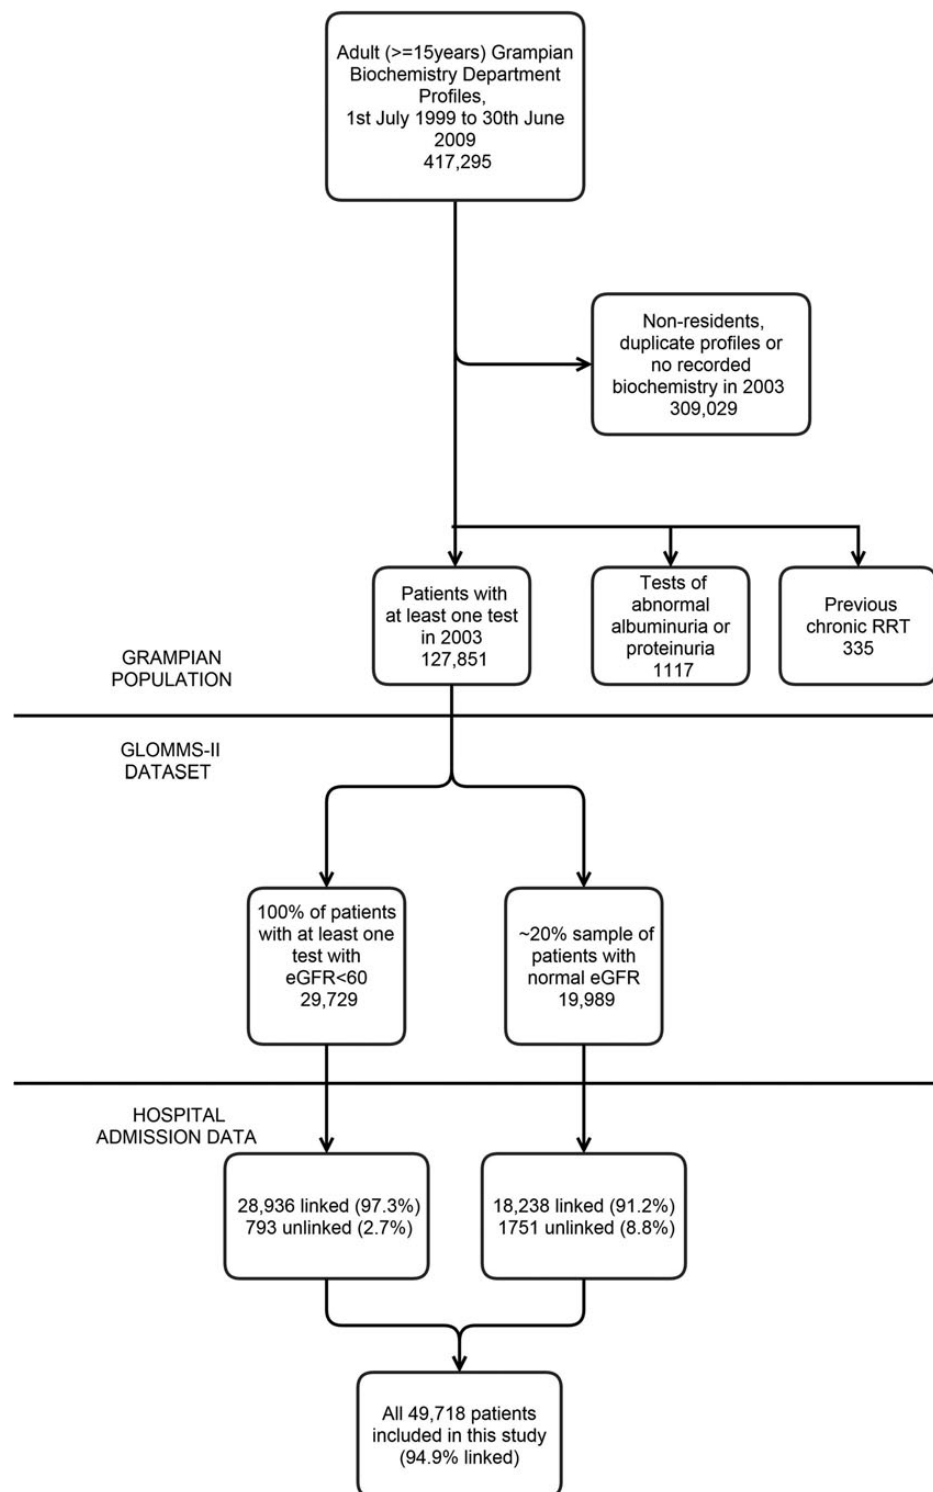 Adult (>=15years) Grampian
Biochemistry Department
Profiles,
1st July 1999 to 30th June
2009
417,295
Non-residents,
duplicate profiles or
no recorded
biochemistry in 2003
309,029
Patients with
at least one test
in 2003
127,851
Tests of
abnormal
albuminuria or
proteinuria
1117
Previous
chronic RRT
335
GRAMPIAN
POPULATION
GLOMMS-II
DATASET
100% of patients
with at least one
test with
eGFR<60
29,729
~20% sample of
patients with
normal eGFR
19,989
HOSPITAL
ADMISSION DATA
28,936 linked (97.3%)
793 unlinked (2.7%)
18,238 linked (91.2%)
1751 unlinked (8.8%)
All 49,718 patients
included in this study
(94.9% linked)